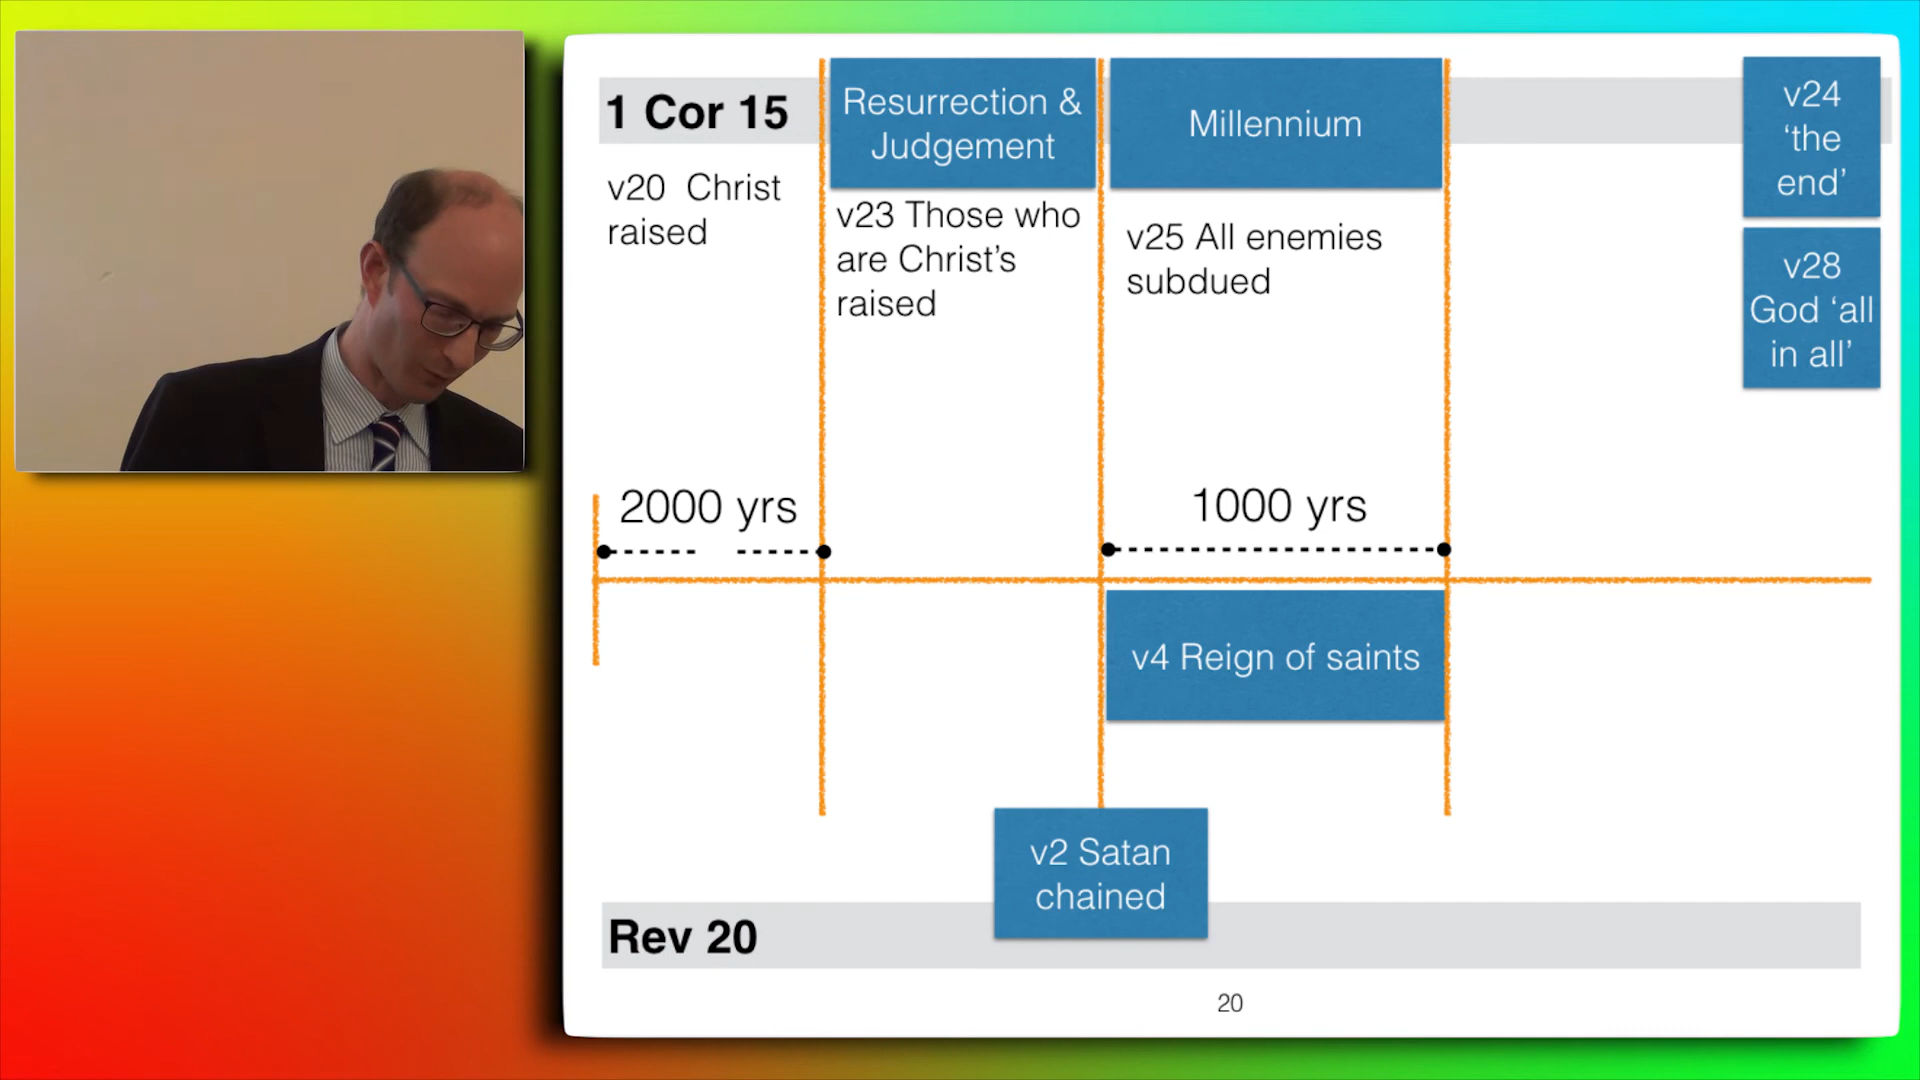 1 Cor 15
v20  Christ
raised
Resurrection &
Judgement
v23 Those who
are Christ’s
raised
Millennium
v25 All enemies
subdued
v24
‘the
end’
v28
God ‘all
in all’
2000 yrs
1000 yrs
v4 Reign of saints
v2 Satan
chained
Rev 20
20